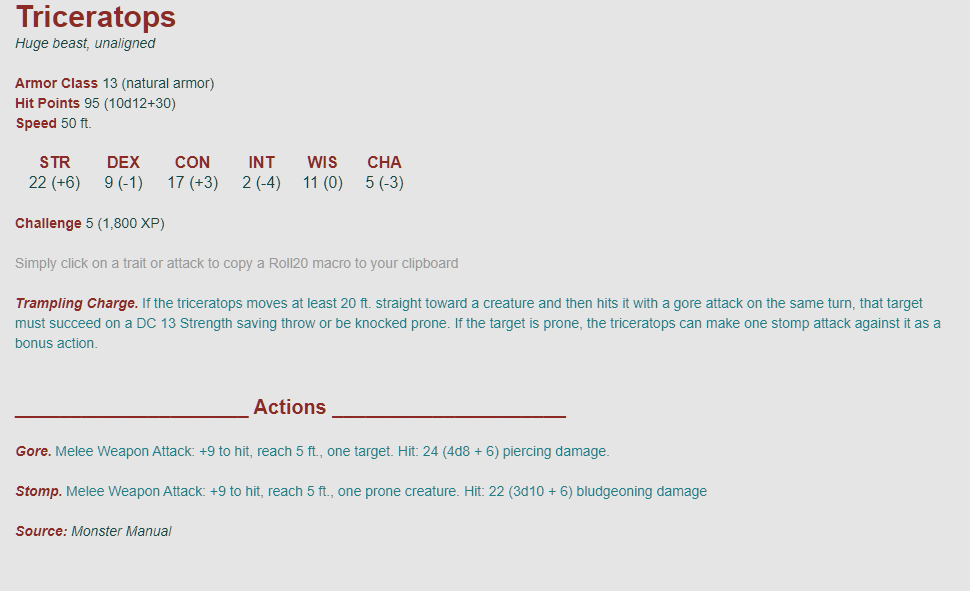 Triceratops
Huge beast, unaligned
Armor Class 13 (natural armor)
Hit Points 95 (10d12+30)
Speed 50 ft.
STR DEX CON INT WIS CHA
22 (+6) 9 (-1) 17 (+3) 2 (-4) 11 (0) 5 (-3)
Challenge 5 (1,800 XP)
Simply click on a trait or attack to copy a Roll20 macro to your clipboard
Trampling Charge. If the triceratops moves at least 20 ft. straight toward a creature and then hits it with a gore attack on the same turn, that target
must succeed on a DC 13 Strength saving throw or be knocked prone. If the target is prone, the triceratops can make one stomp attack against it as a
bonus action.
_____________________ Actions _____________________
Gore. Melee Weapon Attack: +9 to hit, reach 5 ft., one target. Hit: 24 (4d8 + 6) piercing damage.
Stomp. Melee Weapon Attack: +9 to hit, reach 5 ft., one prone creature. Hit: 22 (3d10 + 6) bludgeoning damage
Source: Monster Manual